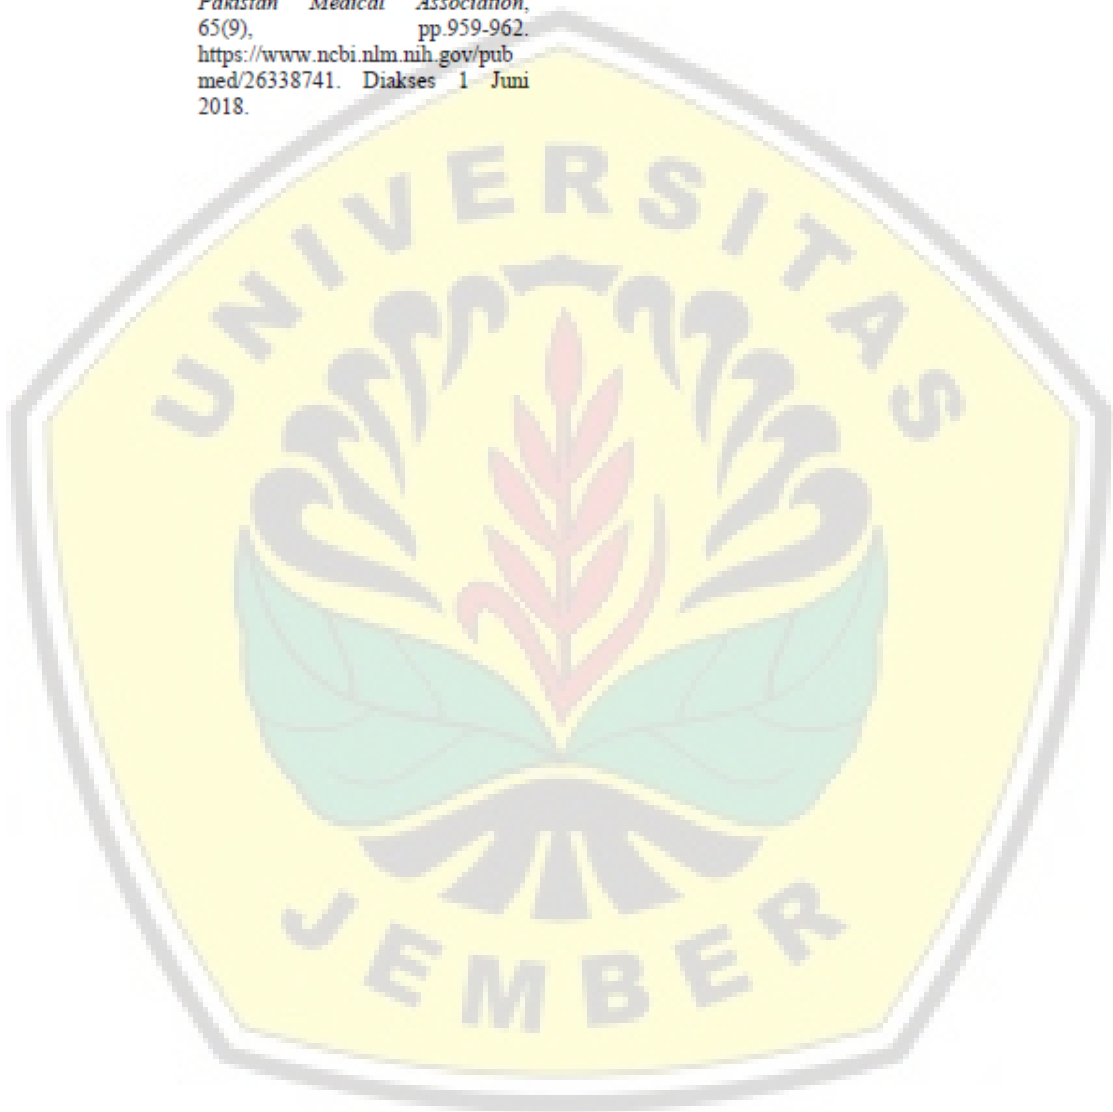 Pakistan Medical Association,
65(9), pp.959-962.
https://www.ncbi.nlm.nih.gov/pub
med/26338741. Diakses 1 Juni
2018.
UNIVERSITAS
JEMBER